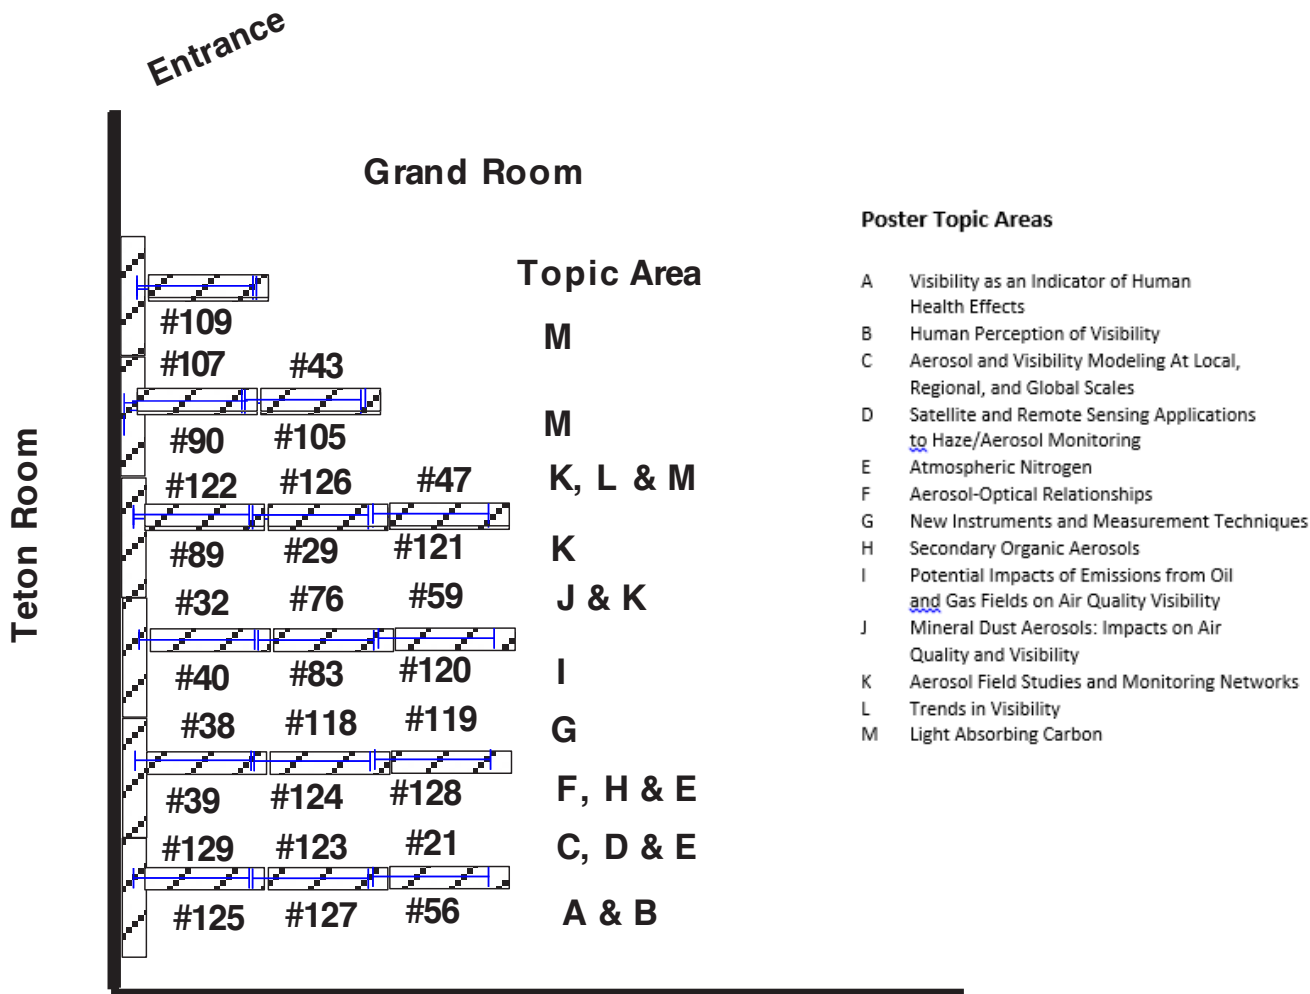 Entrance
Grand Room
Teton Room
Topic Area
#109
M
#107 #43
#90 #105
M
#122 #126 #47
K, L & M
#89 #29 #121
K
#32 #76 #59
J & K
#40 #83 #120
I
#38 #118 #119
G
#39 #124 #128
F, H & E
#129 #123 #21
C, D & E
#125 #127 #56
A & B
Poster Topic Areas
A Visibility as an Indicator of Human
Health Effects
B Human Perception of Visibility
C Aerosol and Visibility Modeling At Local,
Regional, and Global Scales
D Satellite and Remote Sensing Applications
to Haze/Aerosol Monitoring
E Atmospheric Nitrogen
F Aerosol-Optical Relationships
G New Instruments and Measurement Techniques
H Secondary Organic Aerosols
I Potential Impacts of Emissions from Oil
and Gas Fields on Air Quality Visibility
J Mineral Dust Aerosols: Impacts on Air
Quality and Visibility
K Aerosol Field Studies and Monitoring Networks
L Trends in Visibility
M Light Absorbing Carbon